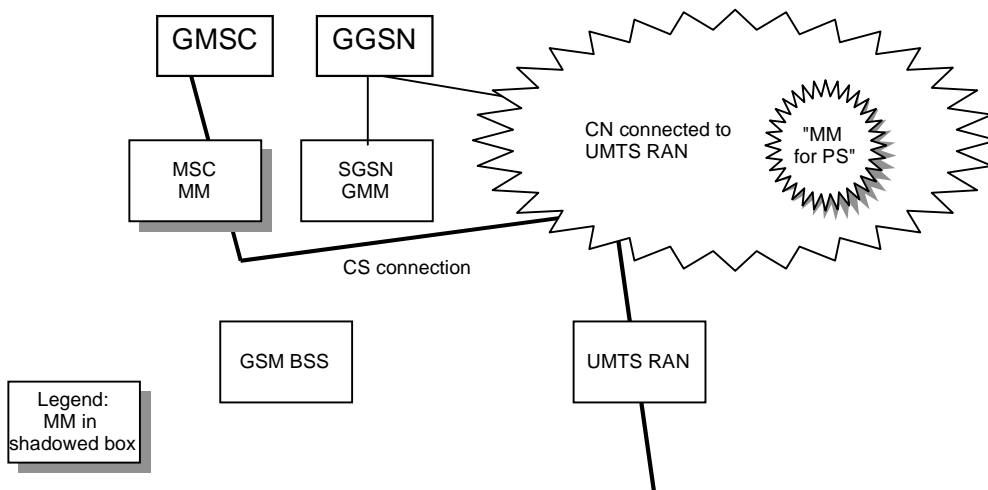 GMSC
GGSN
MSC
MM
SGSN
GMM
CN connected to
UMTS RAN
"MM
for PS"
CS connection
GSM BSS
UMTS RAN
Legend:
MM in
shadowed box